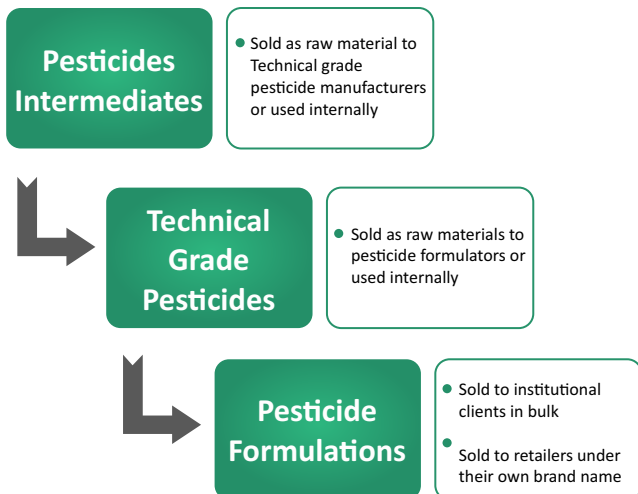 Pesticides
Intermediates
• Sold as raw material to
Technical grade
pesticide manufacturers
or used internally
Technical
Grade
Pesticides
• Sold as raw materials to
pesticide formulators or
used internally
Pesticide
Formulations
• Sold to institutional
clients in bulk
• Sold to retailers under
their own brand name